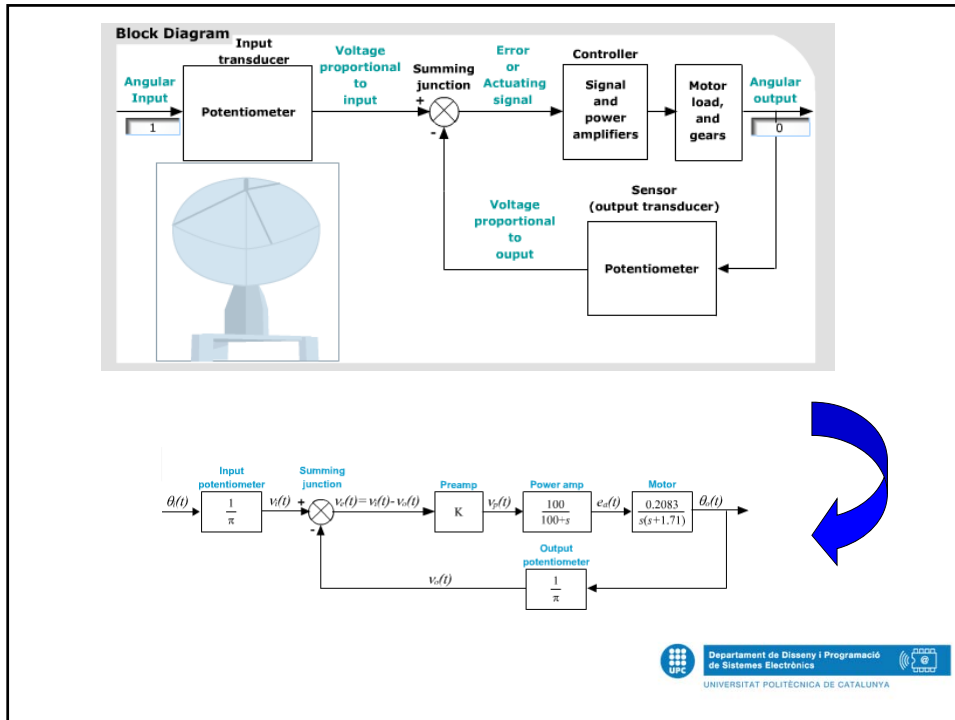 Block Diagram
Input
transducer
Voltage
proportional
to
input
Summing
junction
Error
or
Actuating
signal
Controller
Angular
Input
1
Potentiometer
+
-
Signal
and
power
amplifiers
Motor
load,
and
gears
Angular
output
0
Voltage
proportional
to
ouput
Sensor
(output transducer)
Potentiometer
Input
potentiometer
Summing
junction
Preamp
Power amp
Motor
θi(t)
1
π
vi(t)
+
-
ve(t)=vi(t)-vo(t)
K
vp(t)
100
100+s
ea(t)
0.2083
s(s+1.71)
θo(t)
Output
potentiometer
vo(t)
1
π
UPC
Departament de Disseny i Programació
de Sistemes Electrònics
@
UNIVERSITAT POLITÈCNICA DE CATALUNYA